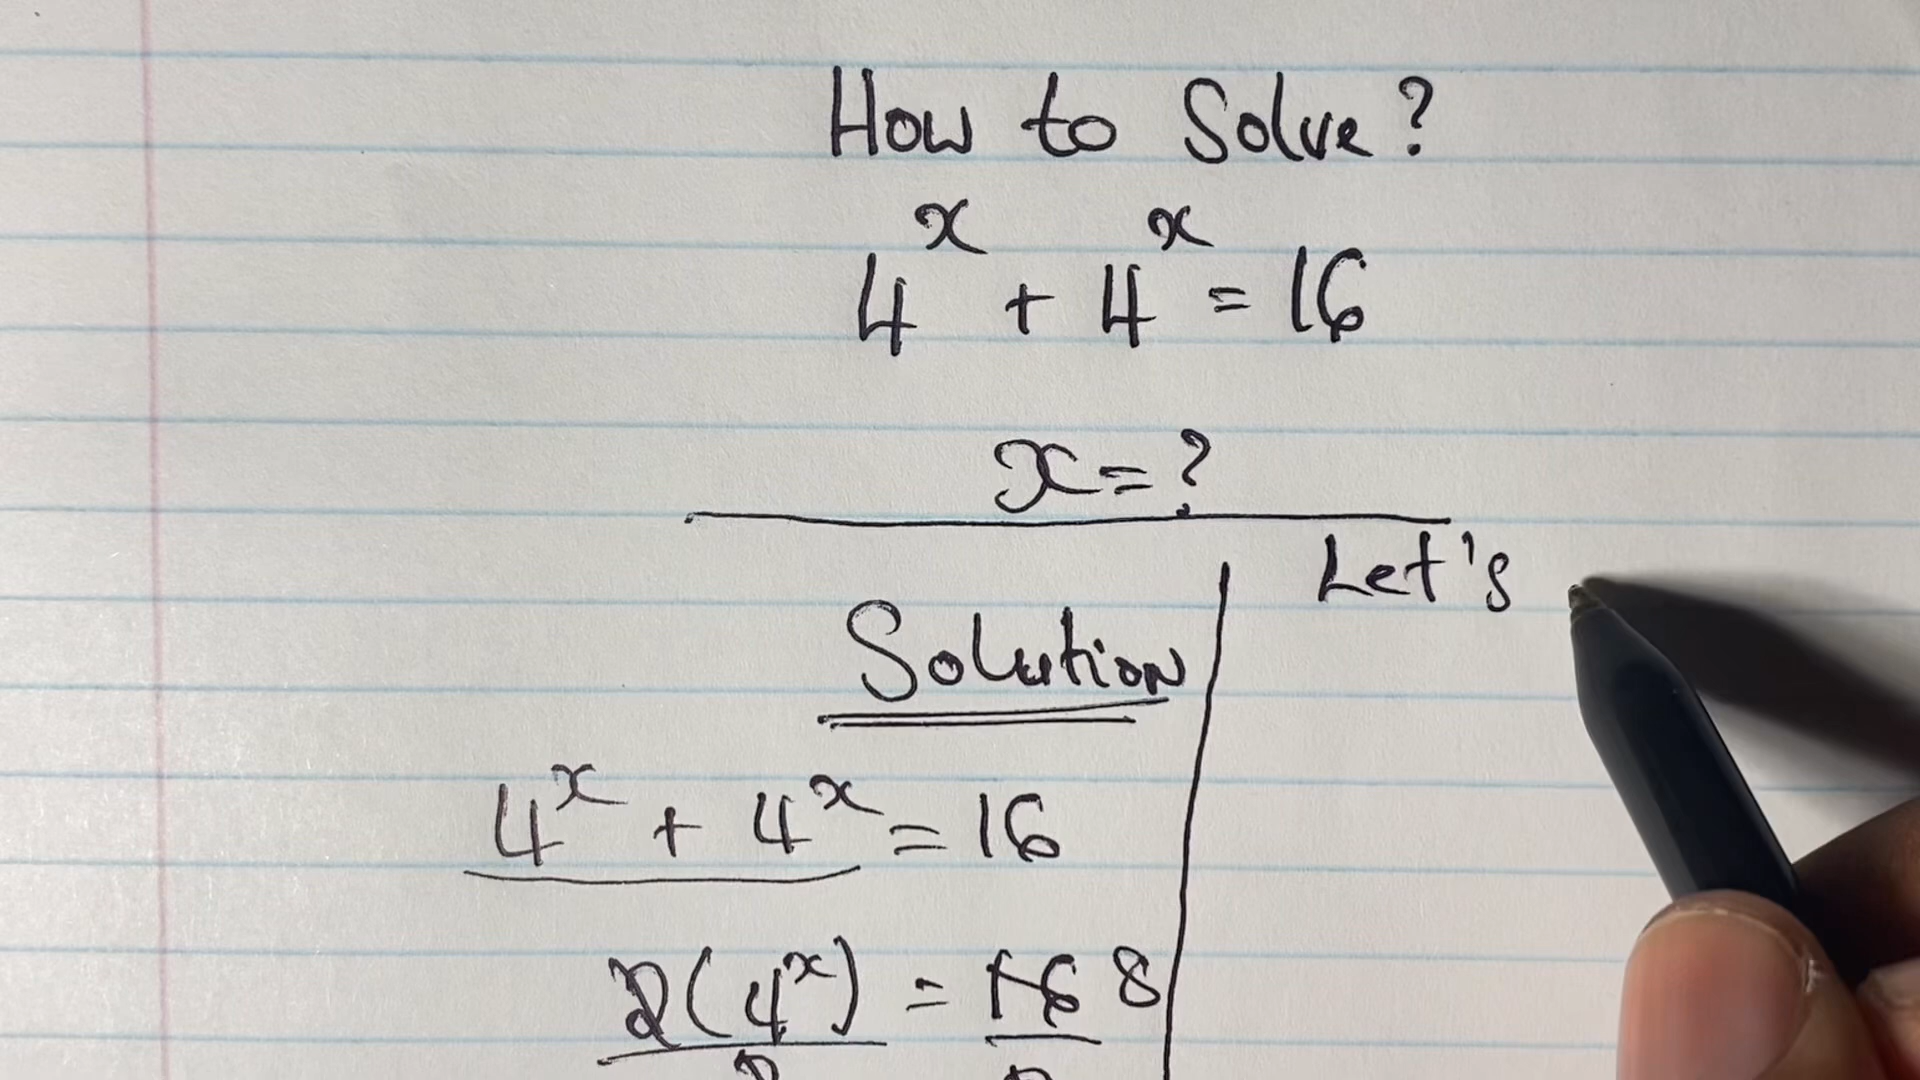 How to Solve?
4^x + 4^x = 16
x = ?
Solution
4^x + 4^x = 16
2(4^x) = 16 8
Let's